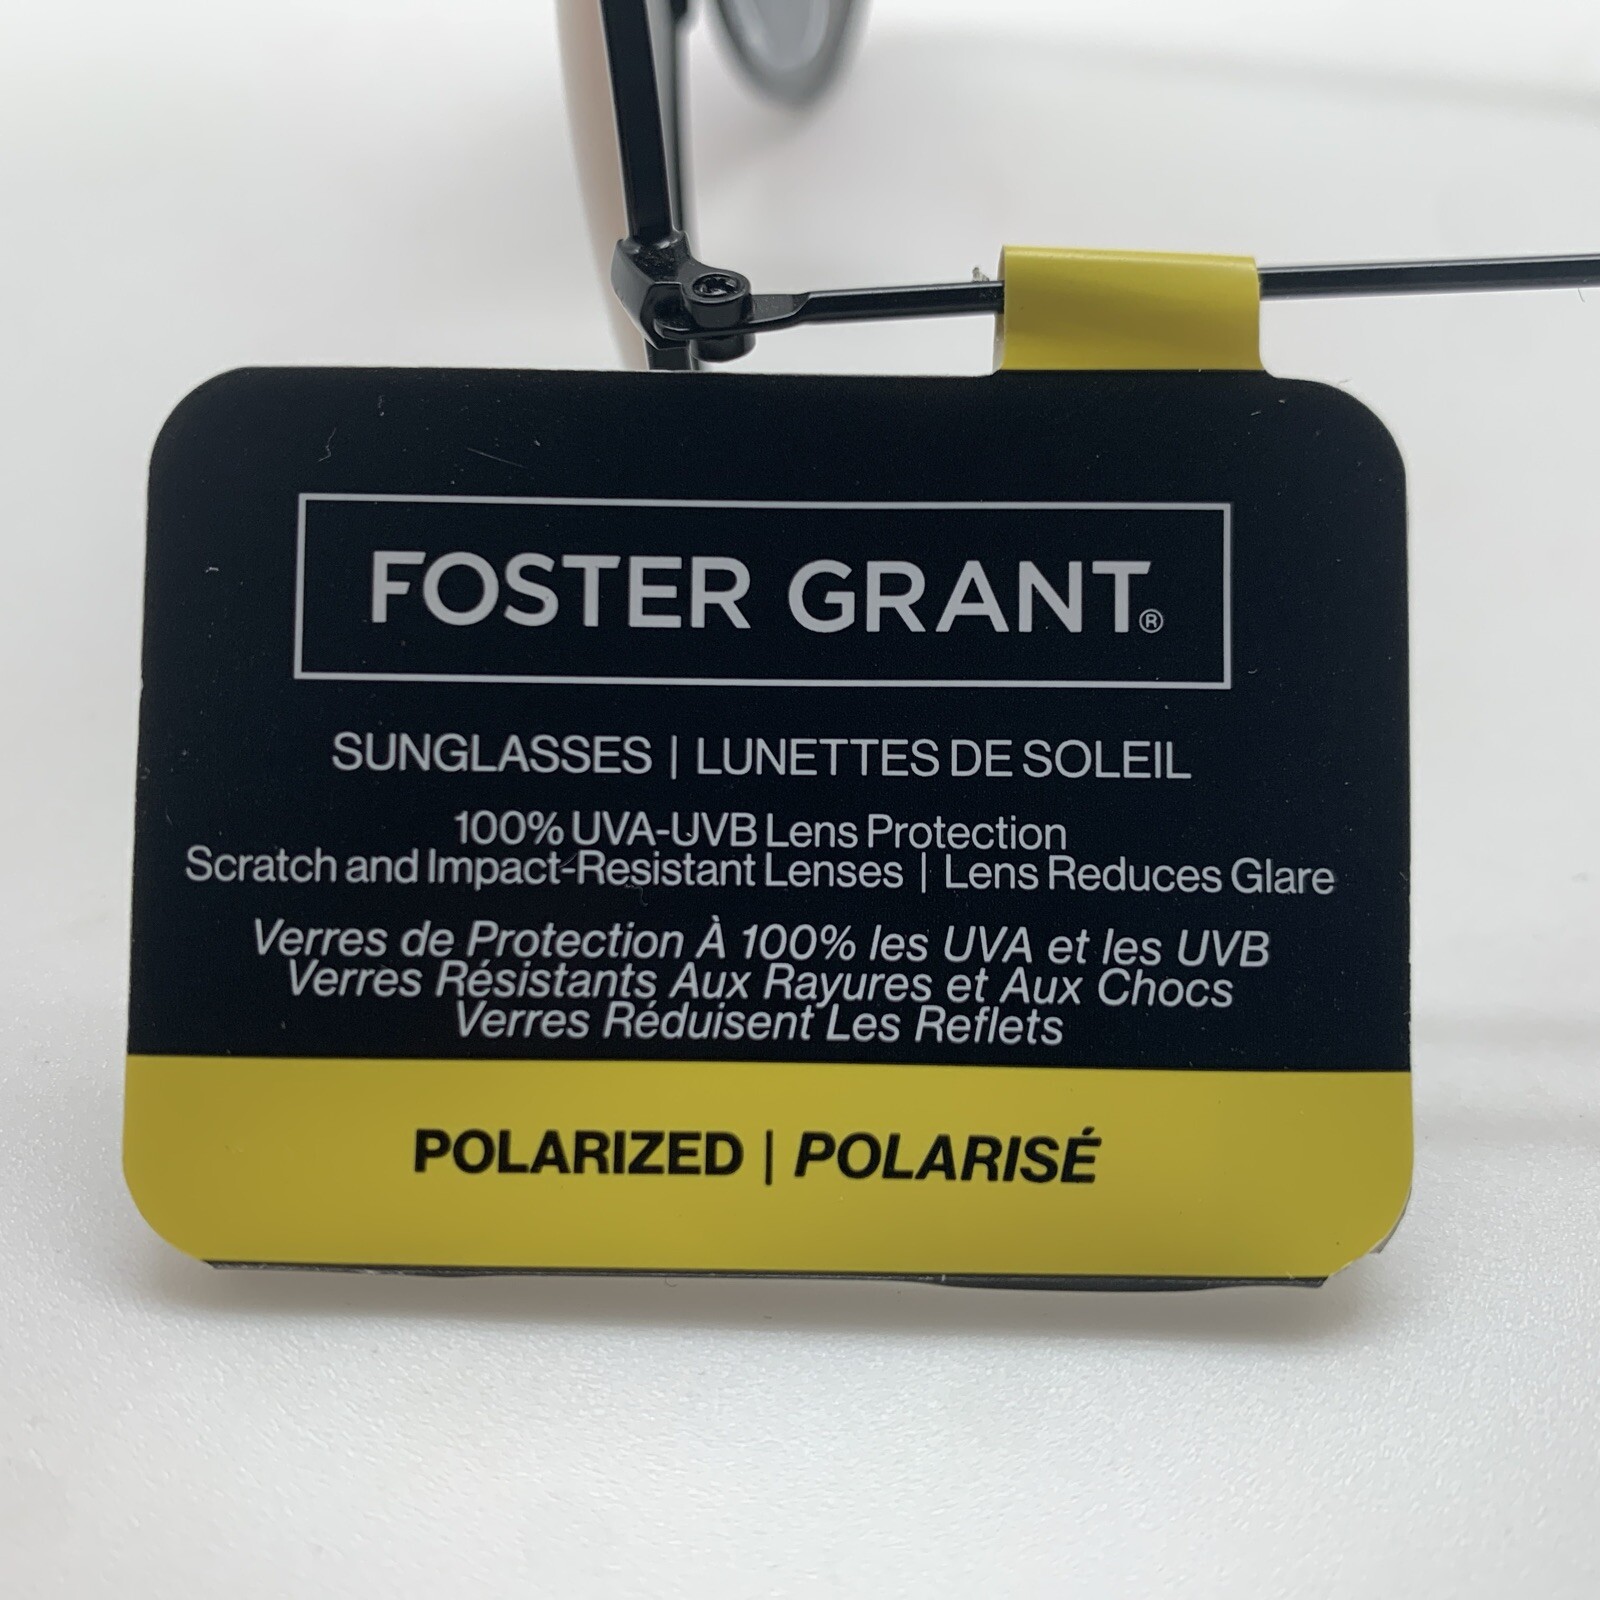 FOSTER GRANT®
SUNGLASSES | LUNETTES DE SOLEIL
100% UVA-UVB Lens Protection
Scratch and Impact-Resistant Lenses | Lens Reduces Glare
Verres de Protection À 100% les UVA et les UVB
Verres Résistants Aux Rayures et Aux Chocs
Verres Réduisent Les Reflets
POLARIZED | POLARISÉ